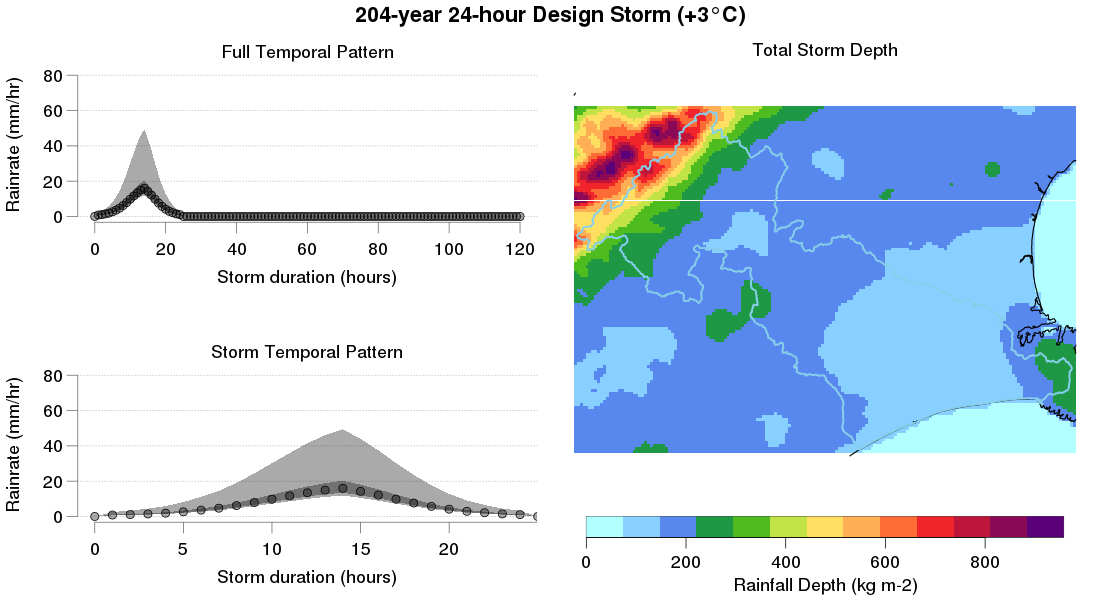 204-year 24-hour Design Storm (+3°C)
Full Temporal Pattern
80
60
40
20
0
Rainrate (mm/hr)
0 20 40 60 80 100 120
Storm duration (hours)
Storm Temporal Pattern
80
60
40
20
0
Rainrate (mm/hr)
0 5 10 15 20
Storm duration (hours)
Total Storm Depth
0 200 400 600 800
Rainfall Depth (kg m-2)